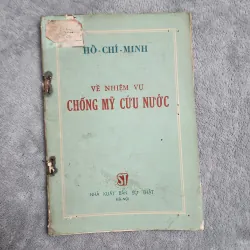 HỒ-CHÍ-MINH
VỀ NHIỆM VỤ
CHỐNG MỸ CỨU NƯỚC
ST
NHÀ XUẤT BẢN SỰ THẬT
HÀ-NỘI